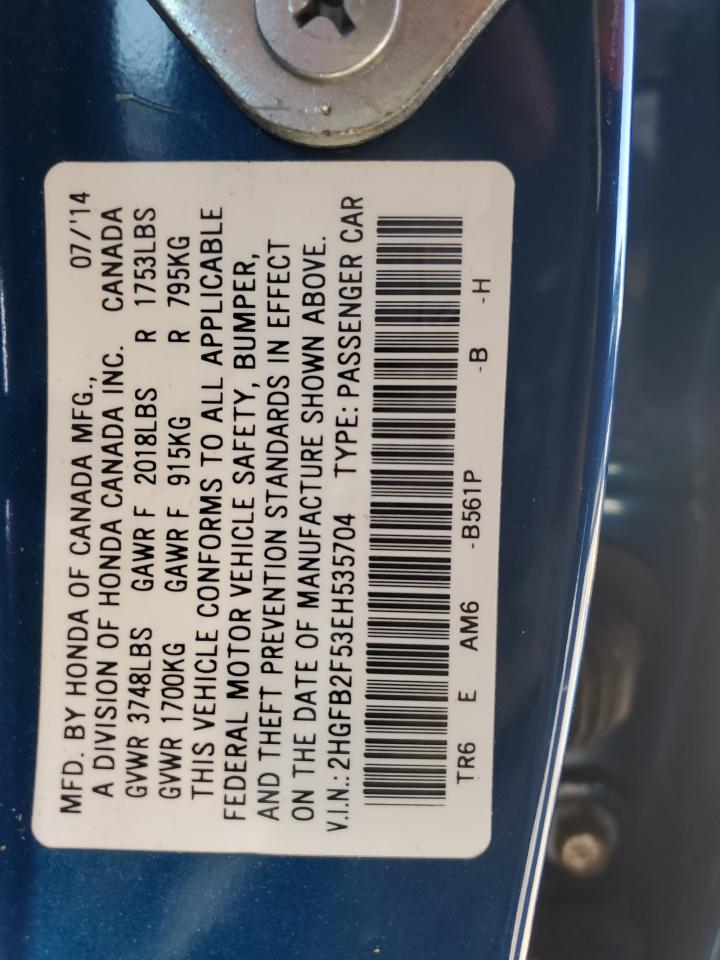 MFD. BY HONDA OF CANADA MFG., 07/'14
A DIVISION OF HONDA CANADA INC. CANADA
GVWR 3748LBS GAWR F 2018LBS R 1753LBS
GVWR 1700KG GAWR F 915KG R 795KG
THIS VEHICLE CONFORMS TO ALL APPLICABLE
FEDERAL MOTOR VEHICLE SAFETY, BUMPER,
AND THEFT PREVENTION STANDARDS IN EFFECT
ON THE DATE OF MANUFACTURE SHOWN ABOVE.
V.I.N.: 2HGFB2F53EH535704 TYPE: PASSENGER CAR
TR6 E AM6 -B561P -B -H